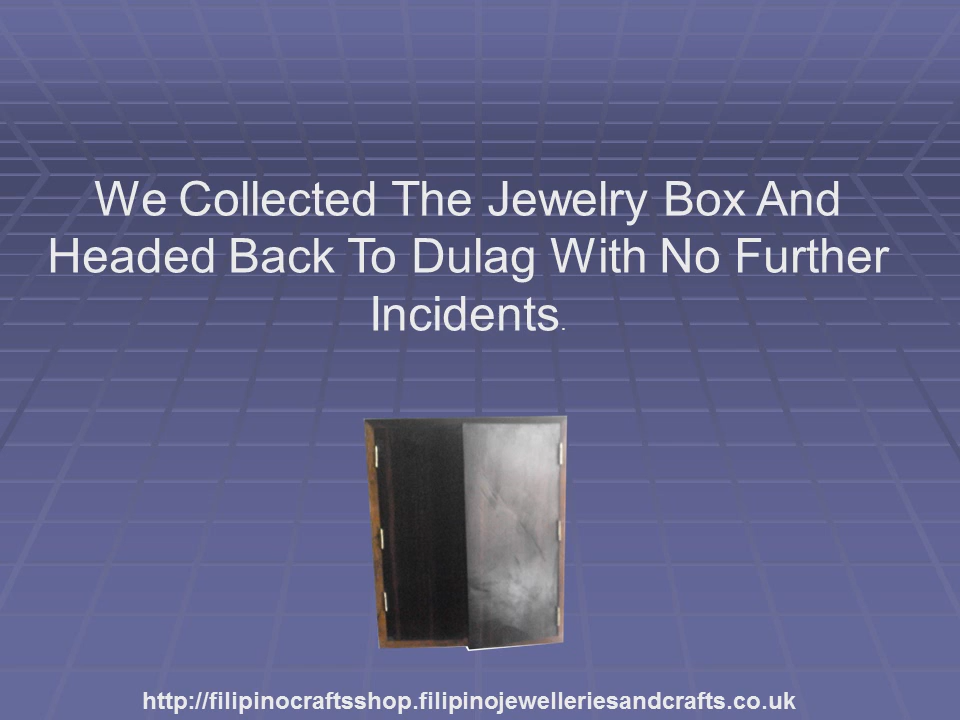 We Collected The Jewelry Box And
Headed Back To Dulag With No Further
Incidents.
http://filipinocraftsshop.filipinojewelleriesandcrafts.co.uk